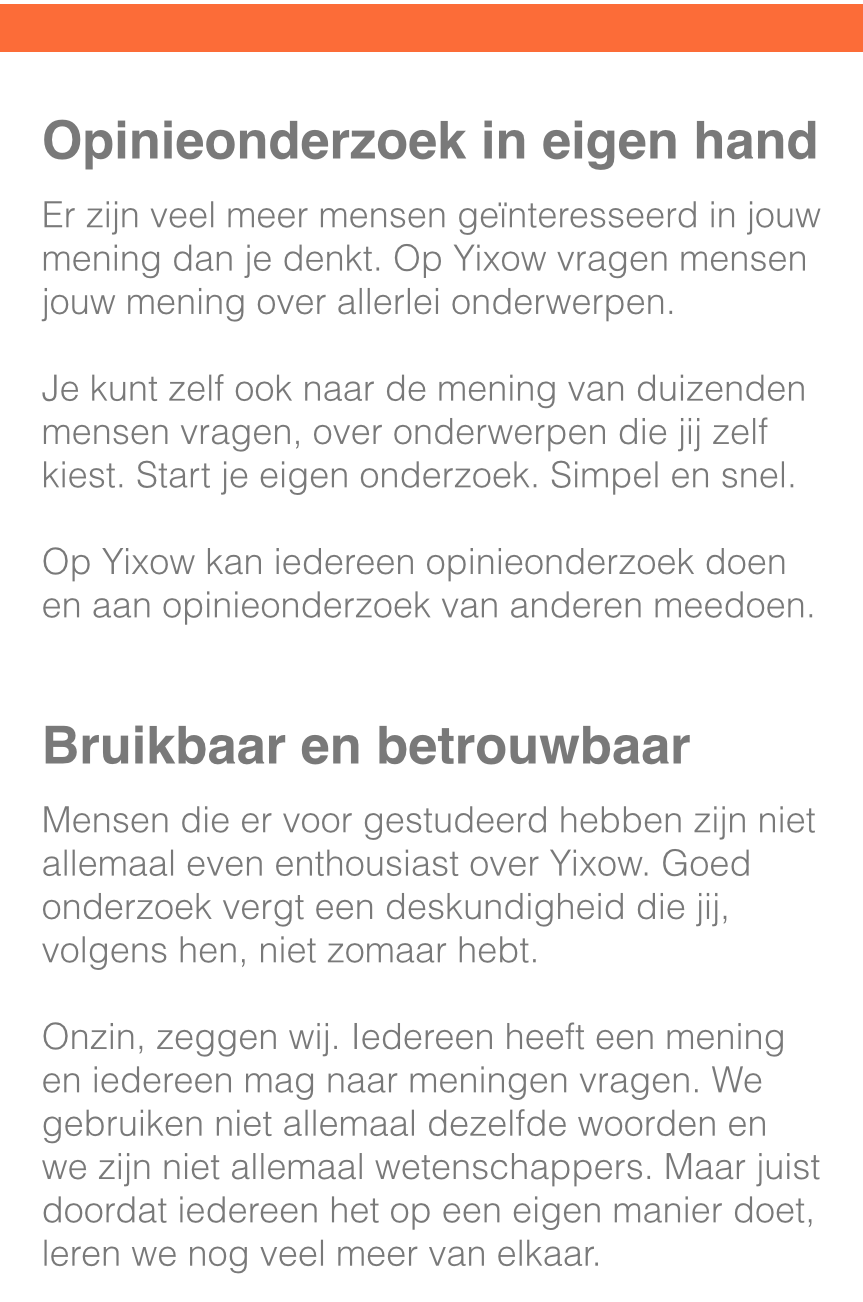 Opinieonderzoek in eigen hand
Er zijn veel meer mensen geïnteresseerd in jouw
mening dan je denkt. Op Yixow vragen mensen
jouw mening over allerlei onderwerpen.
Je kunt zelf ook naar de mening van duizenden
mensen vragen, over onderwerpen die jij zelf
kiest. Start je eigen onderzoek. Simpel en snel.
Op Yixow kan iedereen opinieonderzoek doen
en aan opinieonderzoek van anderen meedoen.
Bruikbaar en betrouwbaar
Mensen die er voor gestudeerd hebben zijn niet
allemaal even enthousiast over Yixow. Goed
onderzoek vergt een deskundigheid die jij,
volgens hen, niet zomaar hebt.
Onzin, zeggen wij. Iedereen heeft een mening
en iedereen mag naar meningen vragen. We
gebruiken niet allemaal dezelfde woorden en
we zijn niet allemaal wetenschappers. Maar juist
doordat iedereen het op een eigen manier doet,
leren we nog veel meer van elkaar.